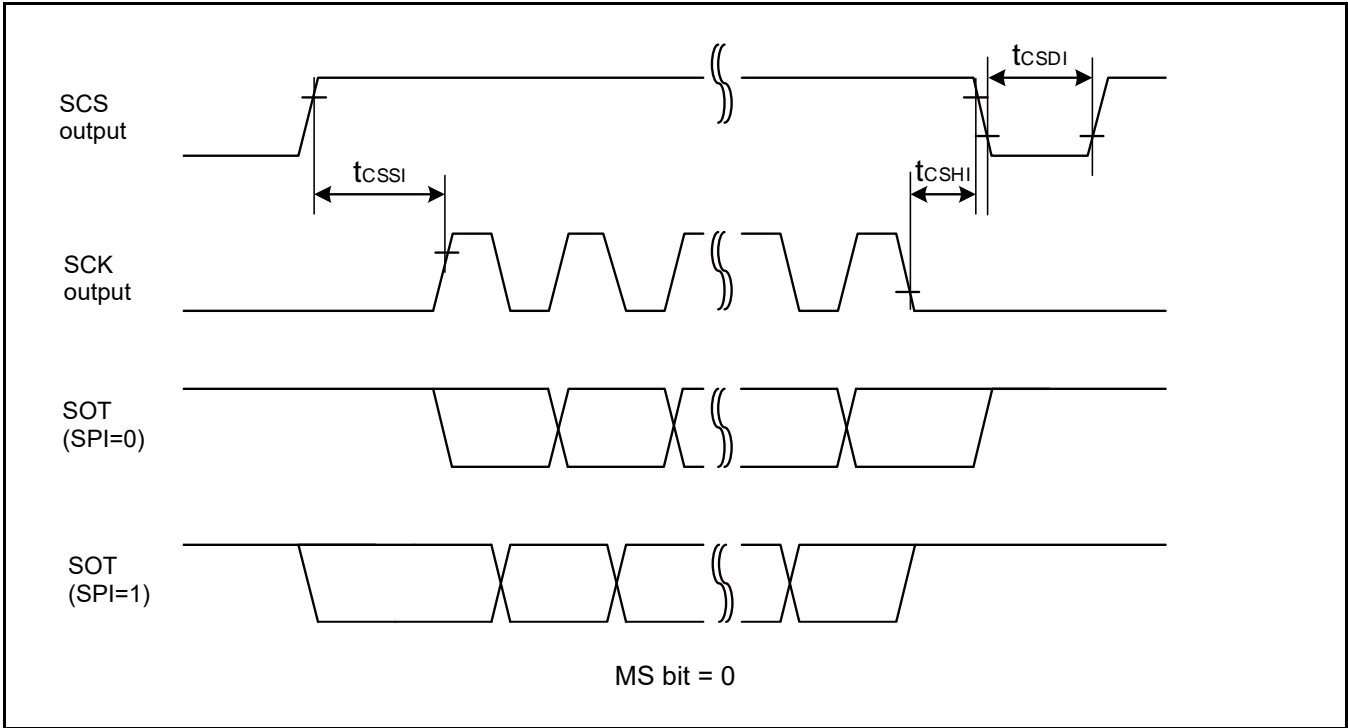 tCSDI
SCS
output
tCSSI
tCSHI
SCK
output
SOT
(SPI=0)
SOT
(SPI=1)
MS bit = 0